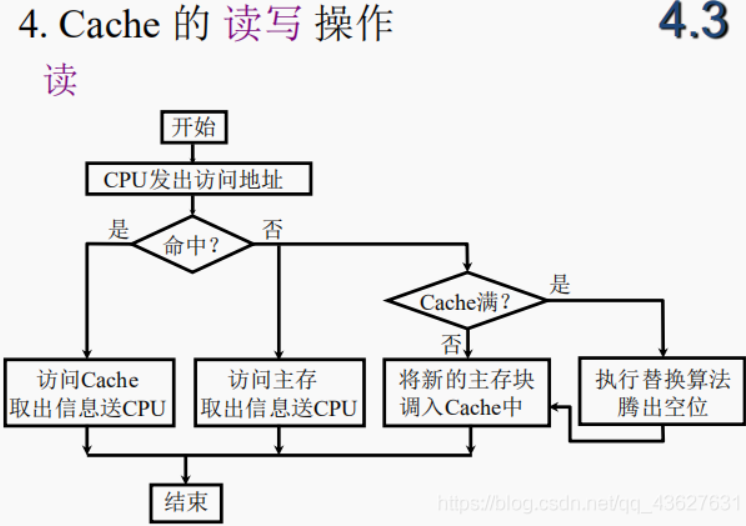 4. Cache 的 读写 操作
4.3
读
开始
CPU发出访问地址
是
命中？
否
Cache满？
是
否
访问Cache
取出信息送CPU
访问主存
取出信息送CPU
将新的主存块
调入Cache中
执行替换算法
腾出空位
结束
https://blog.csdn.net/qq_43627631